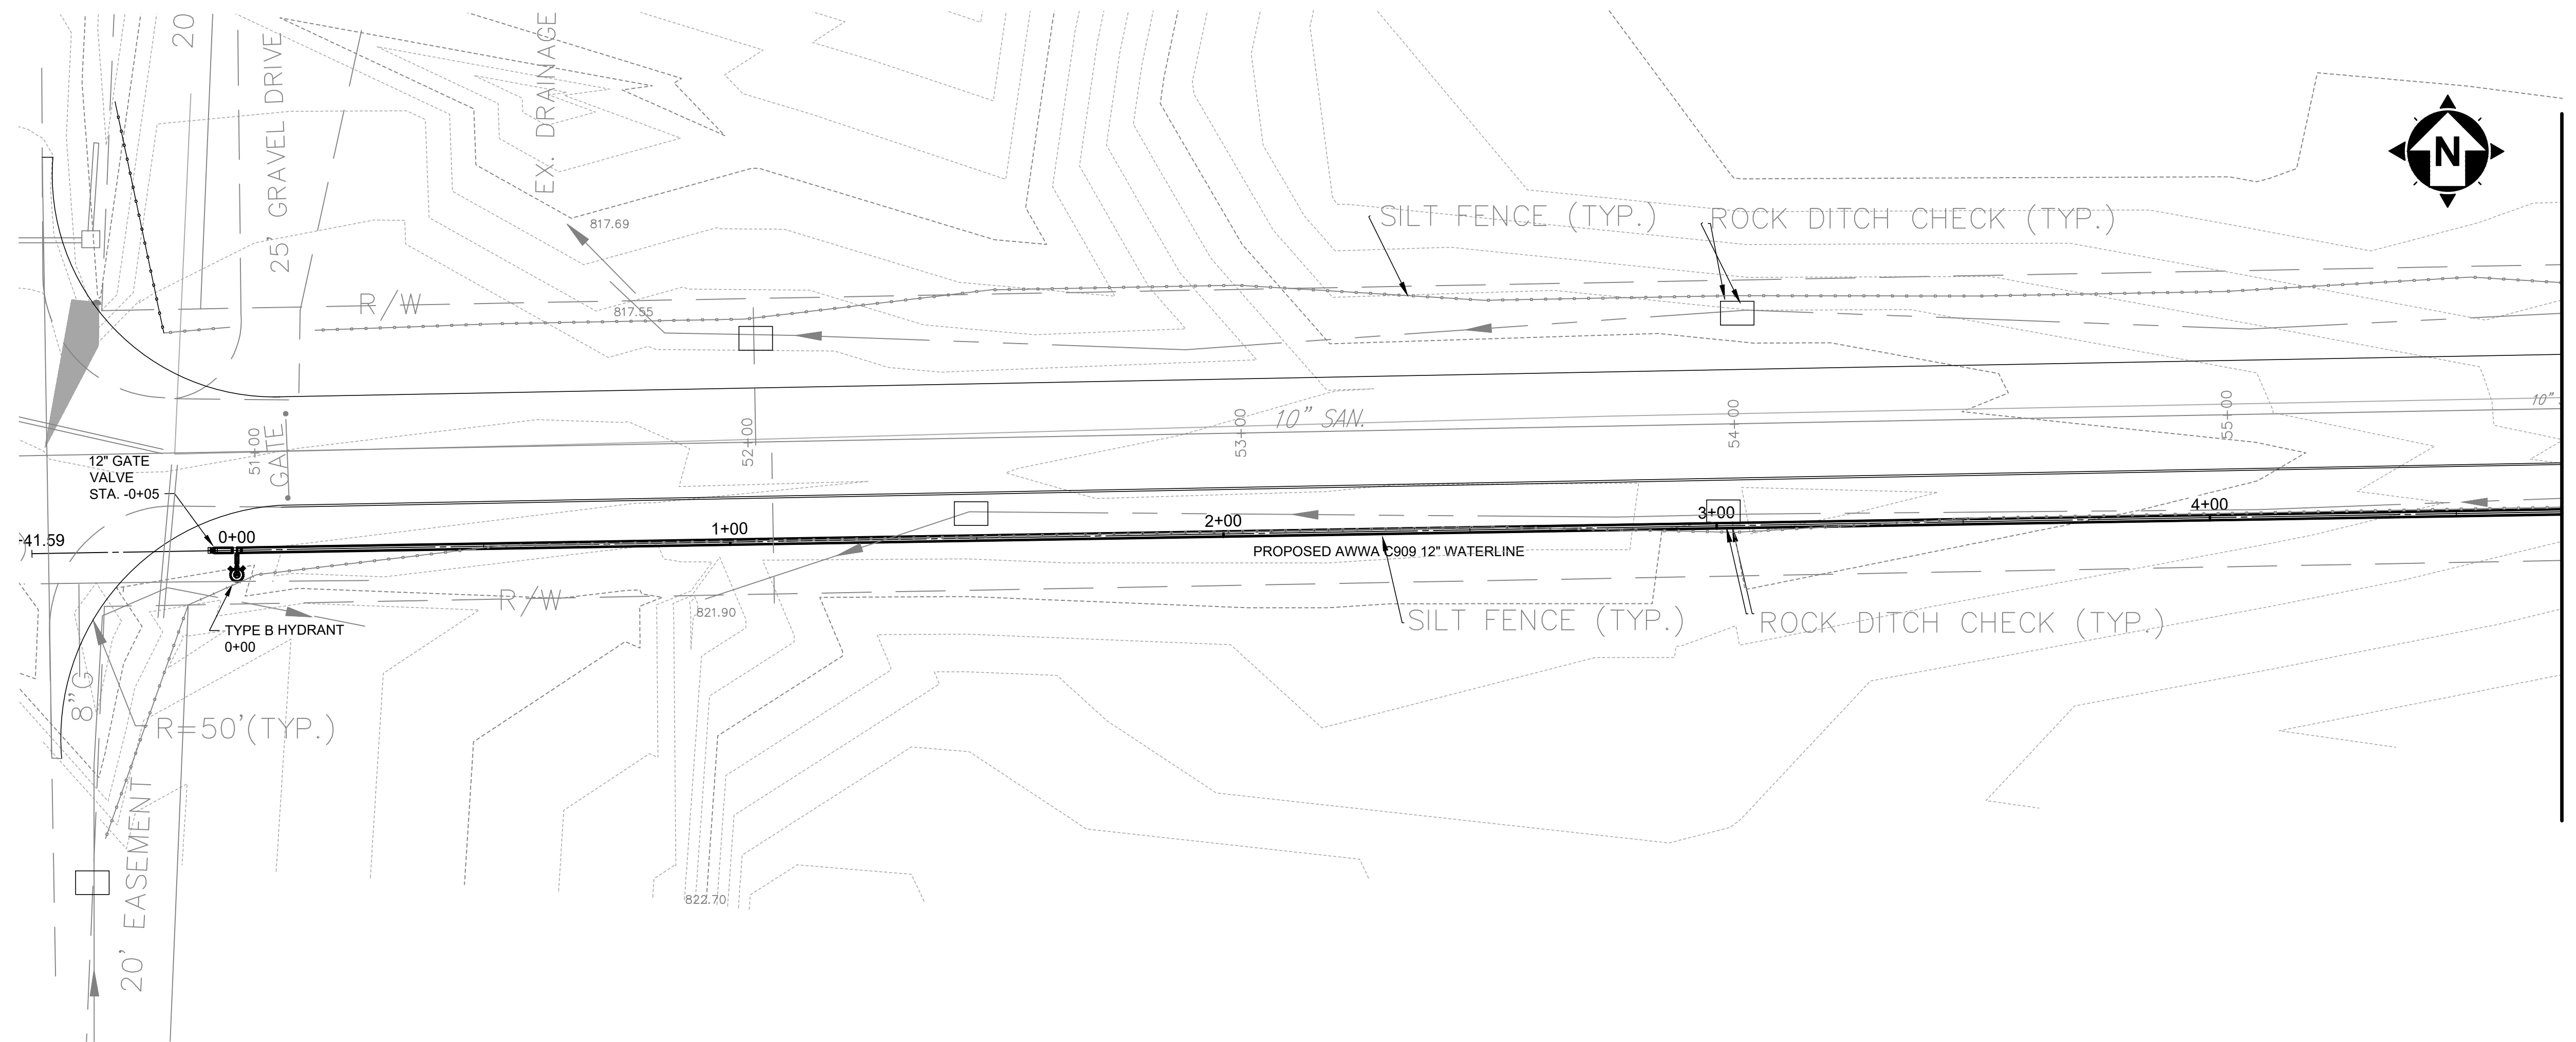 20
25' GRAVEL DRIVE
EX. DRAINAGE
N
817.69
SILT FENCE (TYP.)
ROCK DITCH CHECK (TYP.)
R/W
817.55
51+00
GATE
52+00
53+00
10" SAN.
54+00
55+00
10"
12" GATE
VALVE
STA. -0+05
41.59
0+00
1+00
2+00
3+00
4+00
PROPOSED AWWA C909 12" WATERLINE
R/W
821.90
SILT FENCE (TYP.)
ROCK DITCH CHECK (TYP.)
TYPE B HYDRANT
0+00
8"G
R=50'(TYP.)
20' EASEMENT
822.70